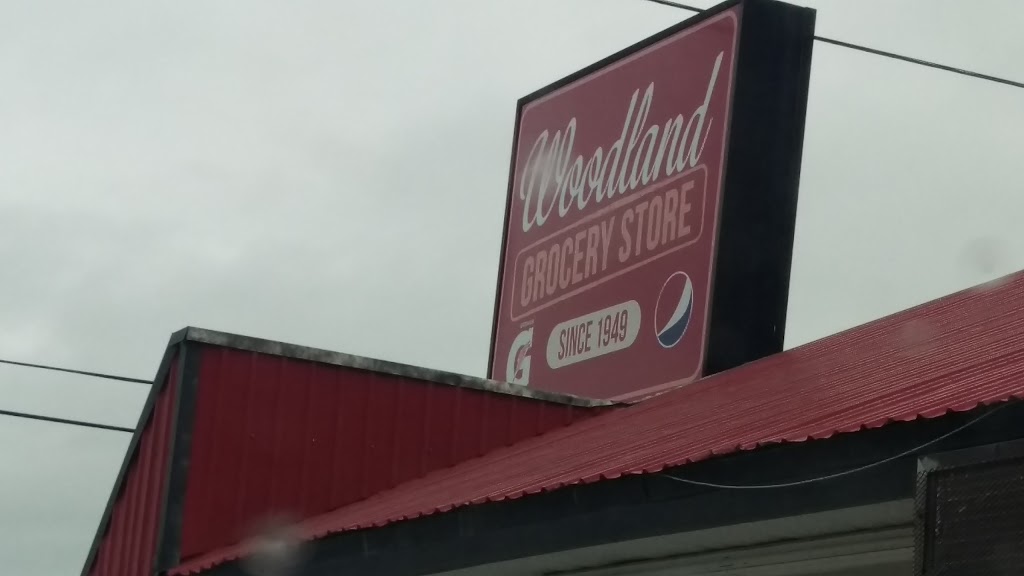 Woodland
GROCERY STORE
SINCE 1949
G